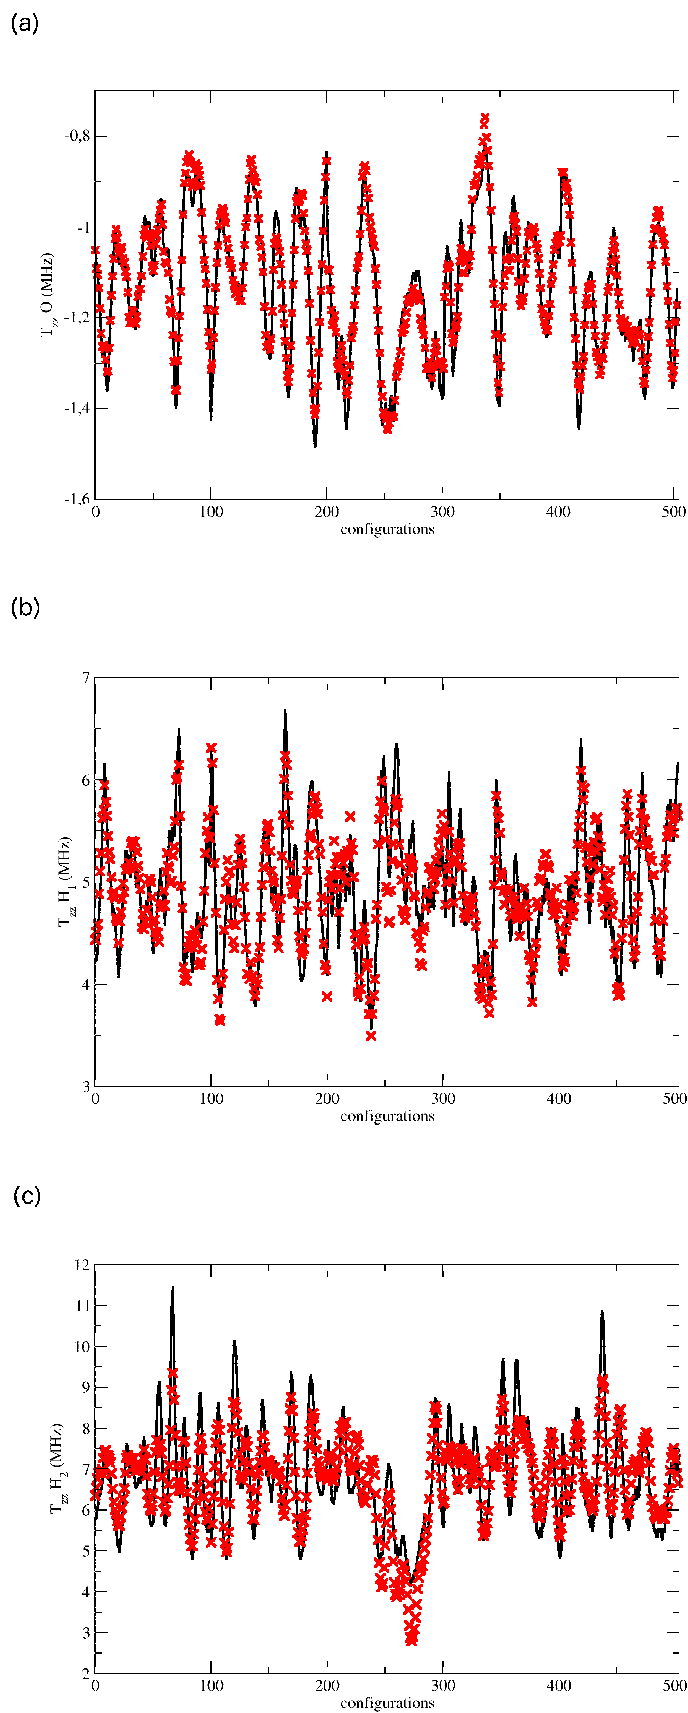 (a)
-0,8
-1
-1,2
-1,4
-1,6
T_zz O (MHz)
0 100 200 300 400 500
configurations
(b)
7
6
5
4
3
T_zz H_1 (MHz)
0 100 200 300 400 500
configurations
(c)
12
11
10
9
8
7
6
5
4
3
2
T_zz H_2 (MHz)
0 100 200 300 400 500
configurations